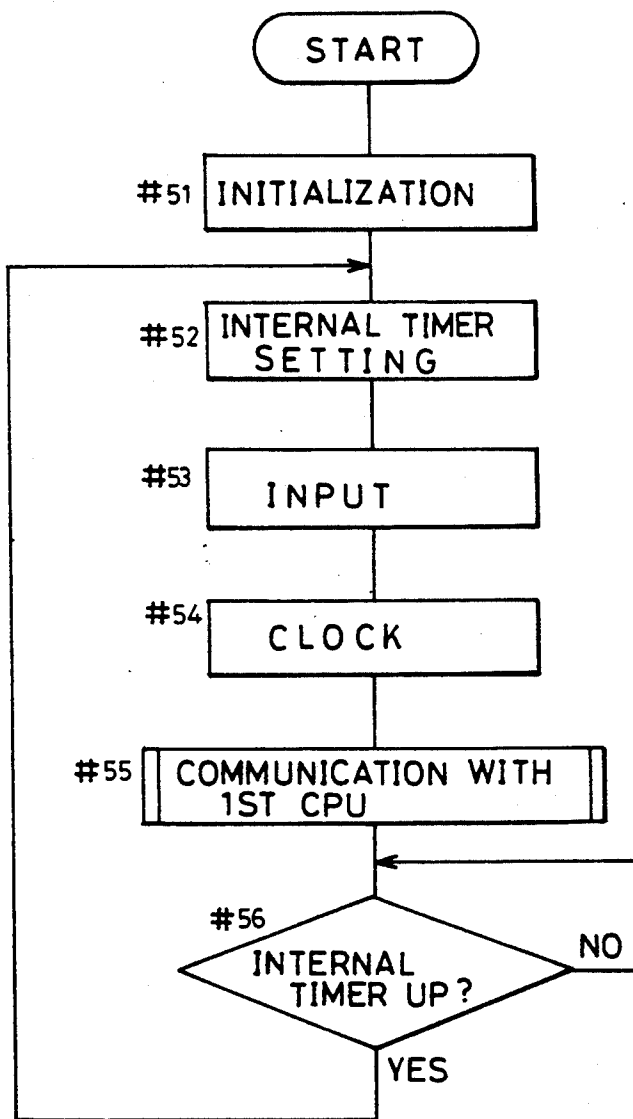 START
#51 INITIALIZATION
#52 INTERNAL TIMER
SETTING
#53 INPUT
#54 CLOCK
#55 COMMUNICATION WITH
1ST CPU
#56
INTERNAL
TIMER UP?
NO
YES